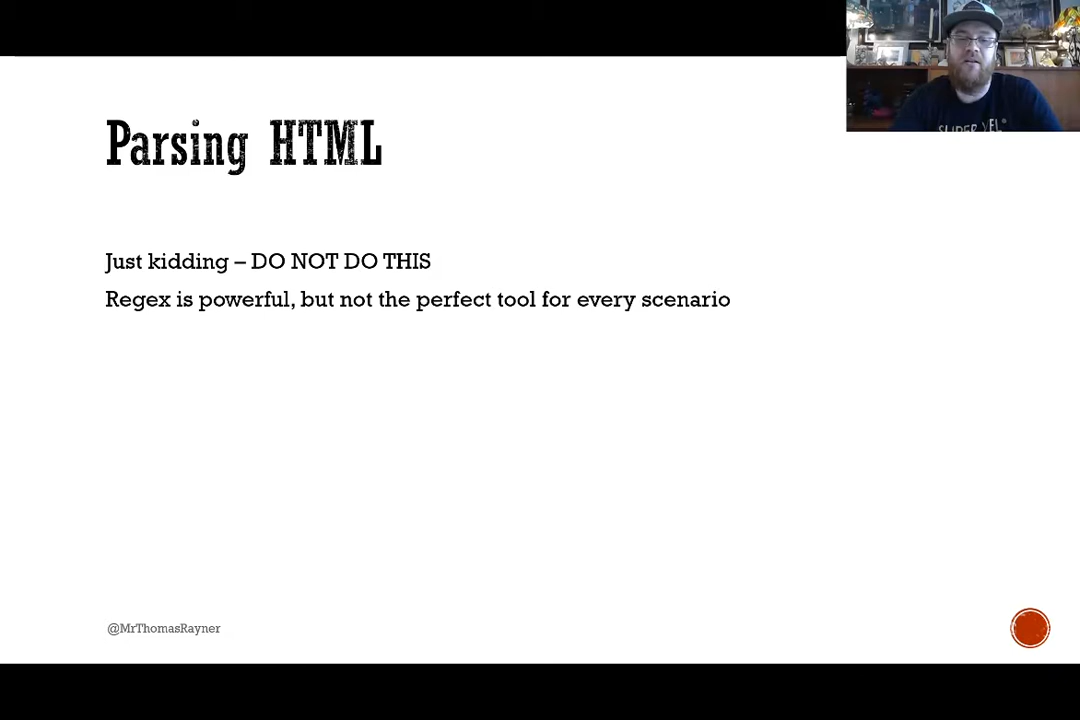 Parsing HTML
Just kidding – DO NOT DO THIS
Regex is powerful, but not the perfect tool for every scenario
@MrThomasRayner